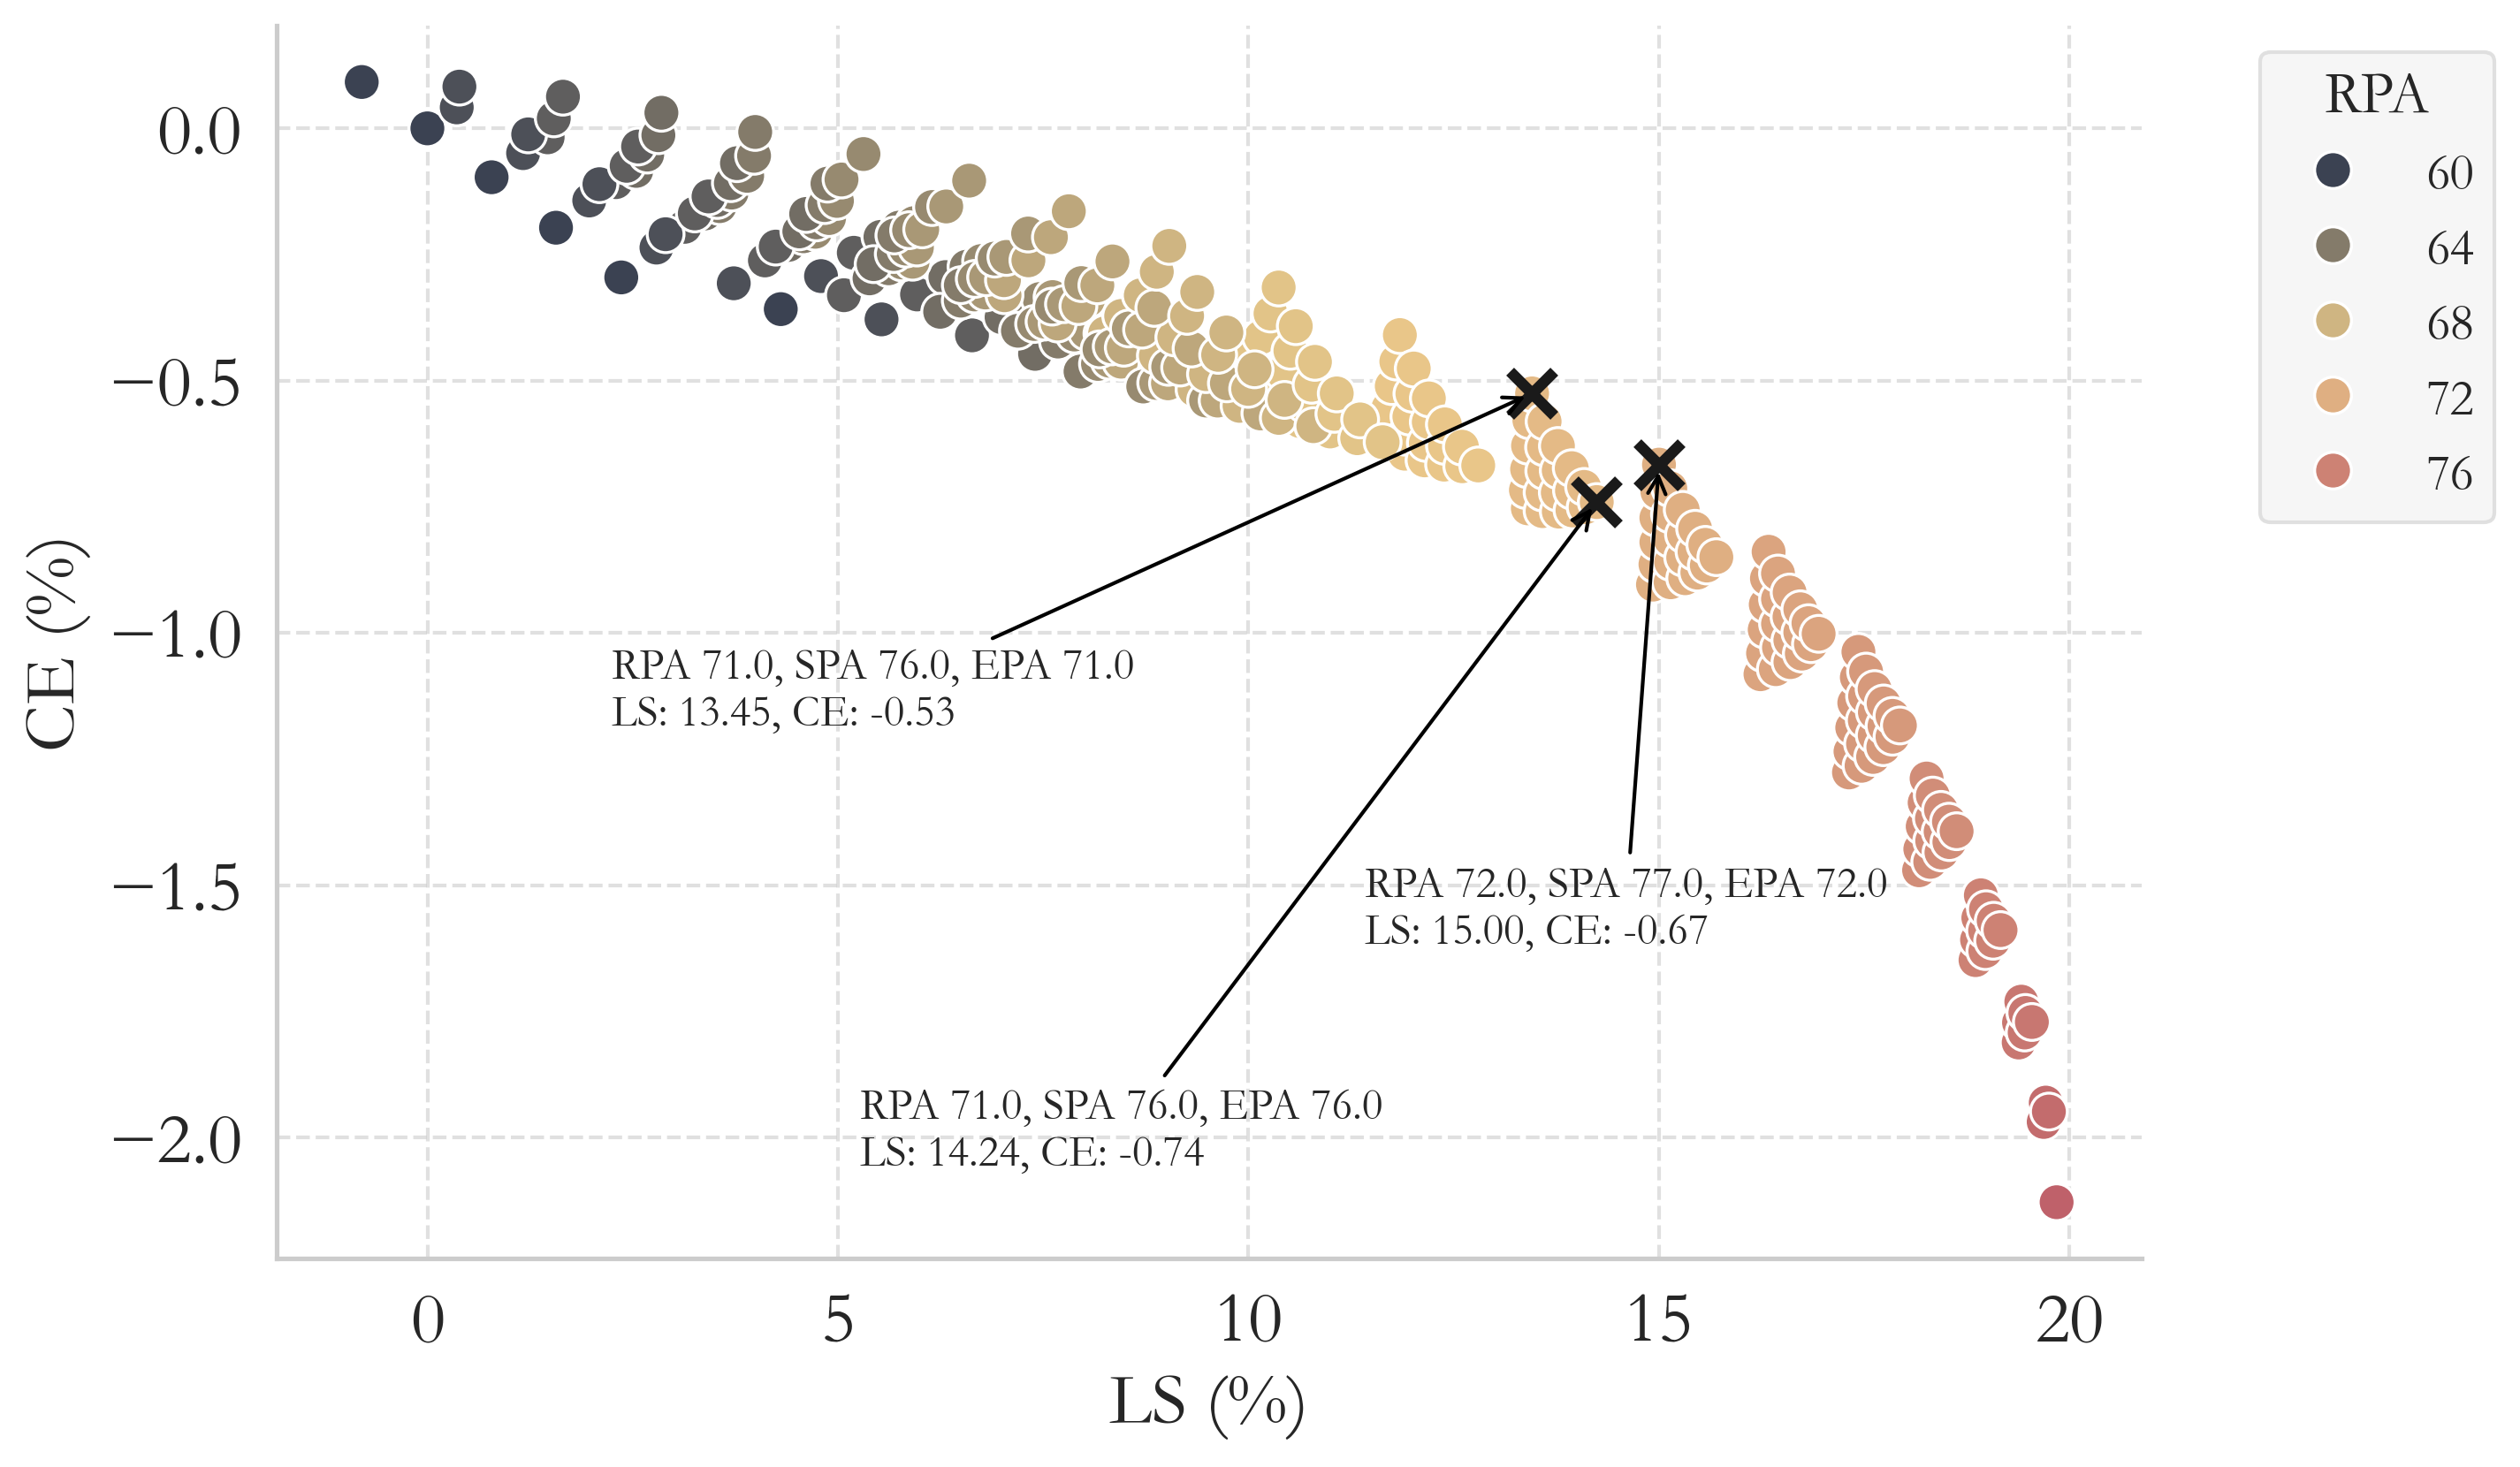 RPA
60
64
68
72
76
CE (%)
0.0
−0.5
−1.0
−1.5
−2.0
RPA 71.0, SPA 76.0, EPA 71.0
LS: 13.45, CE: -0.53
RPA 72.0, SPA 77.0, EPA 72.0
LS: 15.00, CE: -0.67
RPA 71.0, SPA 76.0, EPA 76.0
LS: 14.24, CE: -0.74
0
5
10
15
20
LS (%)